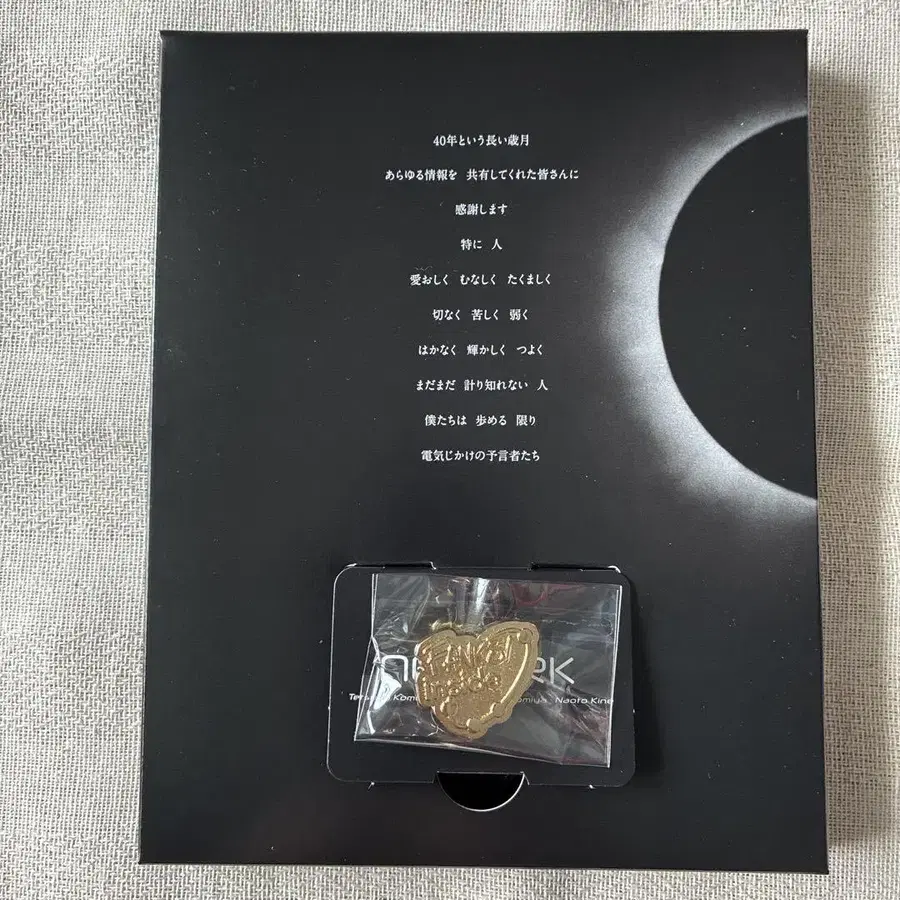 40年という長い歳月
あらゆる情報を 共有してくれた皆さんに
感謝します
特に 人
愛おしく むなしく たくましく
切なく 苦しく 弱く
はかなく 輝かしく つよく
まだまだ 計り知れない 人
僕たちは 歩める 限り
電気じかけの予言者たち
FANKS!
Naoto Kine